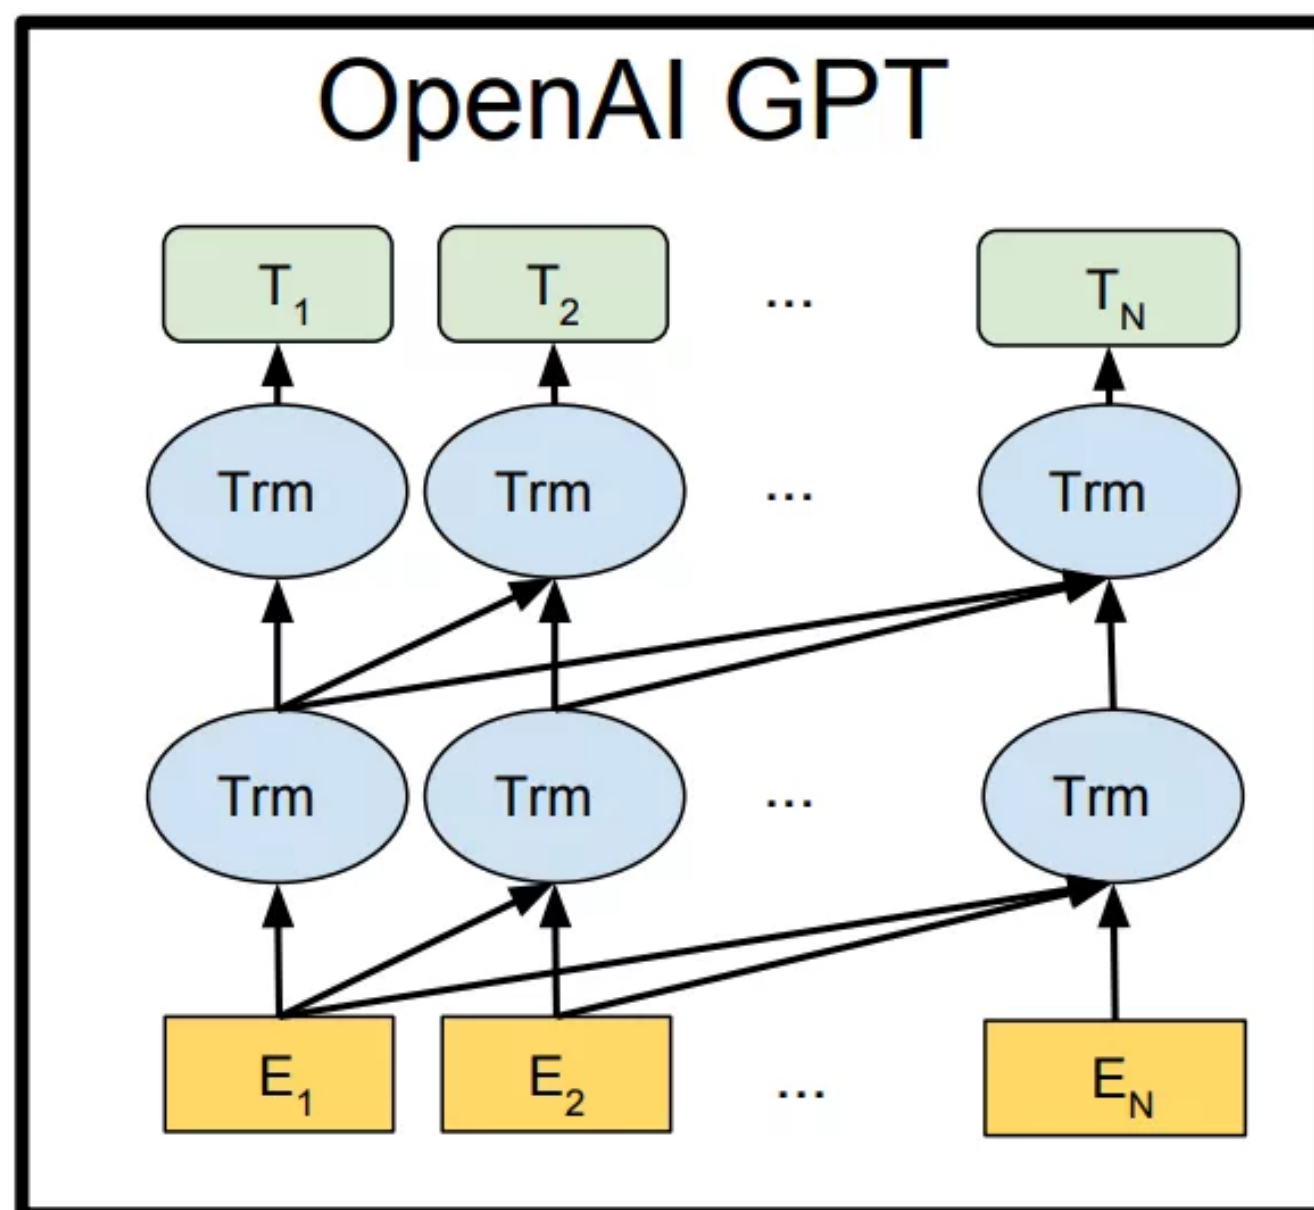 OpenAI GPT
T1 T2 ... TN
Trm Trm ... Trm
Trm Trm ... Trm
E1 E2 ... EN